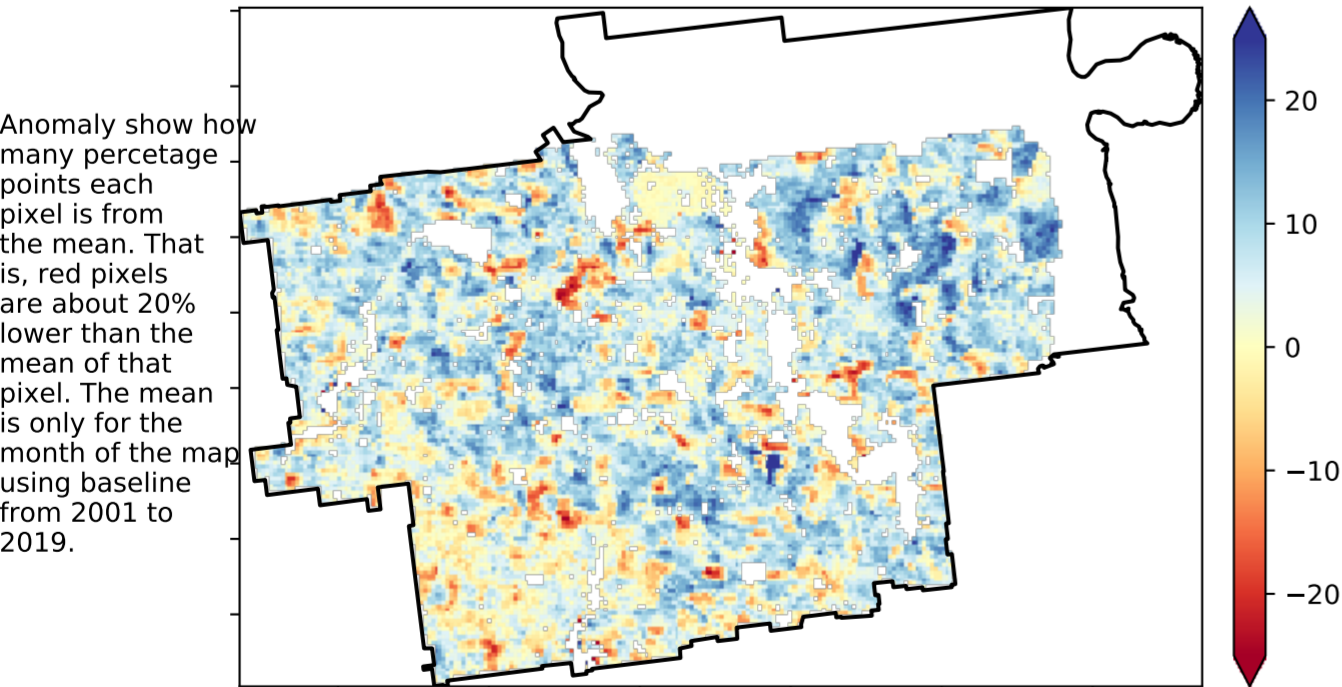 Anomaly show how
many percetage
points each
pixel is from
the mean. That
is, red pixels
are about 20%
lower than the
mean of that
pixel. The mean
is only for the
month of the map
using baseline
from 2001 to
2019.
20
10
0
−10
−20